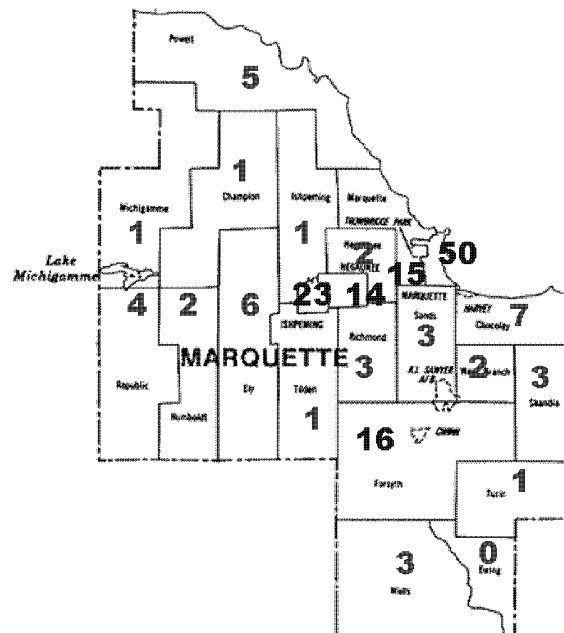 Powell
5
1
Champion
Ishpeming
Marquette
TROWBRIDGE PARK
Michigamme
1
1
2
Negaunee
NEGAUNEE
50
15
Lake
Michigamme
4
2
6
23
14
MARQUETTE
Sands
3
HARVEY
7
Chocolay
ISHPEMING
Richmond
3
MARQUETTE
K.I. SAWYER
A.F.B.
2
West Branch
3
Skandia
Republic
Humboldt
Ely
Tilden
1
16
GWINN
Forsyth
1
Turin
3
Wells
0
Ewing